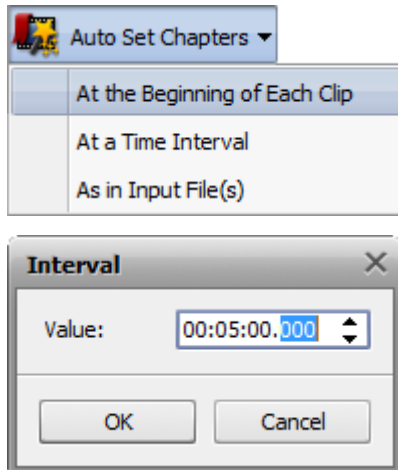 Auto Set Chapters
At the Beginning of Each Clip
At a Time Interval
As in Input File(s)
Interval
Value: 00:05:00.000
OK Cancel